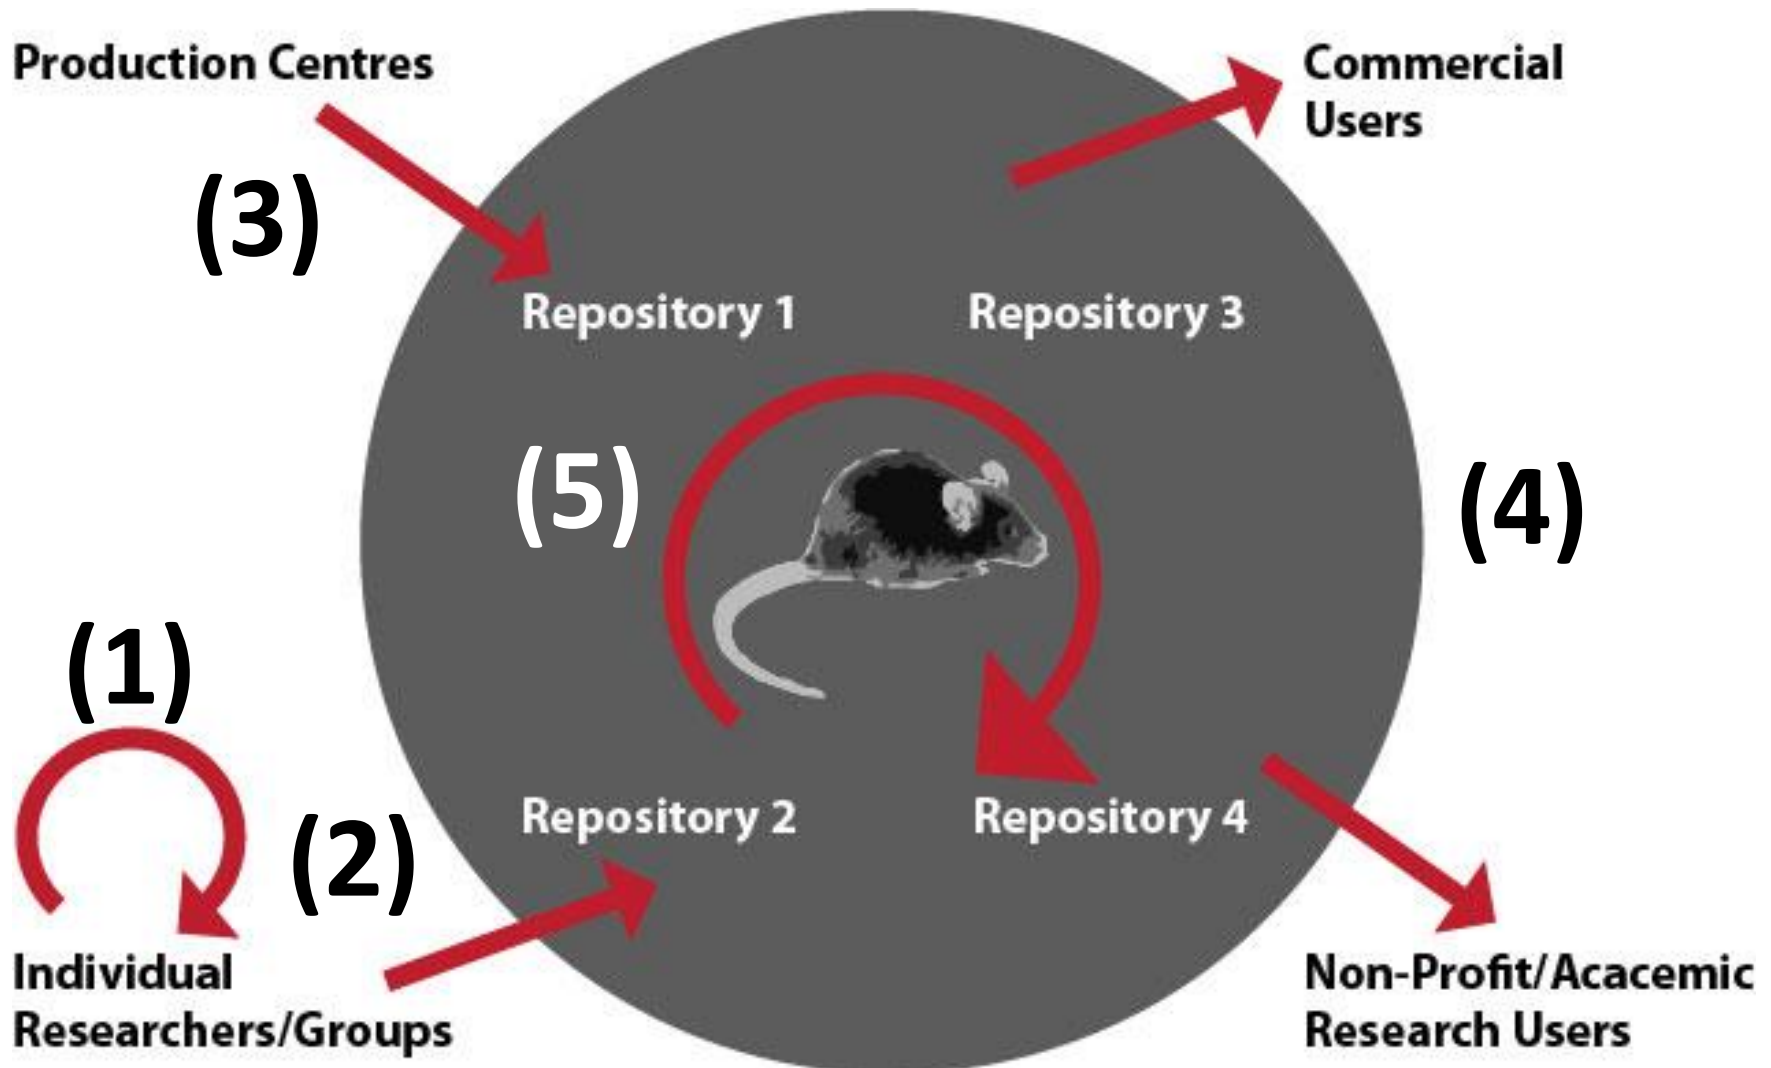 Production Centres
Commercial
Users
(3)
Repository 1
Repository 3
(5)
(4)
(1)
(2)
Repository 2
Repository 4
Individual
Researchers/Groups
Non-Profit/Acacemic
Research Users